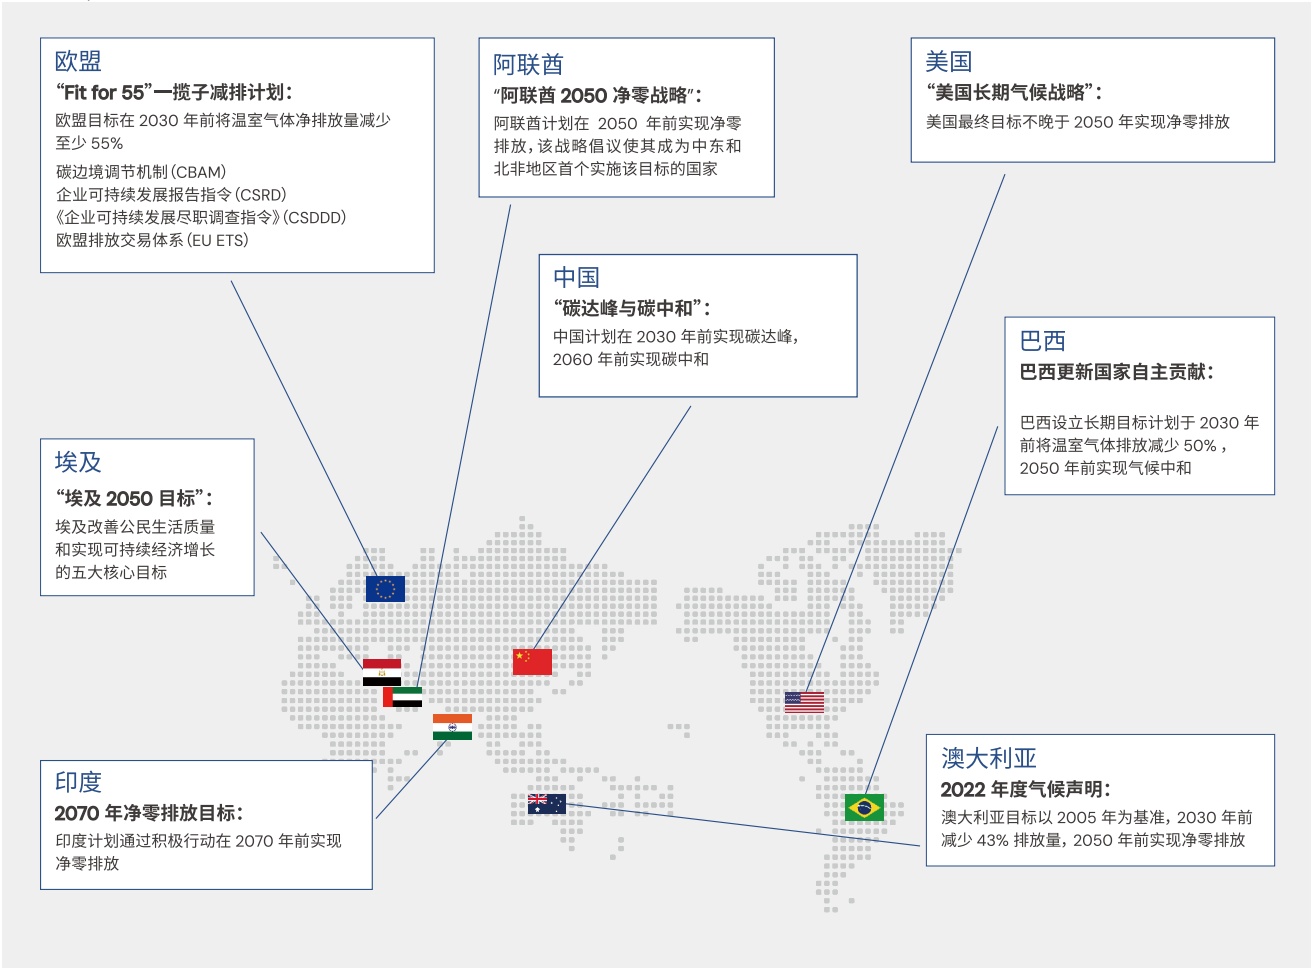 欧盟
“Fit for 55”一揽子减排计划：
欧盟目标在 2030 年前将温室气体净排放量减少
至少 55%
碳边境调节机制（CBAM）
企业可持续发展报告指令（CSRD）
《企业可持续发展尽职调查指令》（CSDDD）
欧盟排放交易体系（EU ETS）
阿联酋
“阿联酋 2050 净零战略”：
阿联酋计划在 2050 年前实现净零
排放，该战略倡议使其成为中东和
北非地区首个实施该目标的国家
美国
“美国长期气候战略”：
美国最终目标不晚于 2050 年实现净零排放
中国
“碳达峰与碳中和”：
中国计划在 2030 年前实现碳达峰，
2060 年前实现碳中和
巴西
巴西更新国家自主贡献：
巴西设立长期目标计划于 2030 年
前将温室气体排放减少 50%，
2050 年前实现气候中和
埃及
“埃及 2050 目标”：
埃及改善公民生活质量
和实现可持续经济增长
的五大核心目标
印度
2070 年净零排放目标：
印度计划通过积极行动在 2070 年前实现
净零排放
澳大利亚
2022 年度气候声明：
澳大利亚目标以 2005 年为基准，2030 年前
减少 43% 排放量，2050 年前实现净零排放